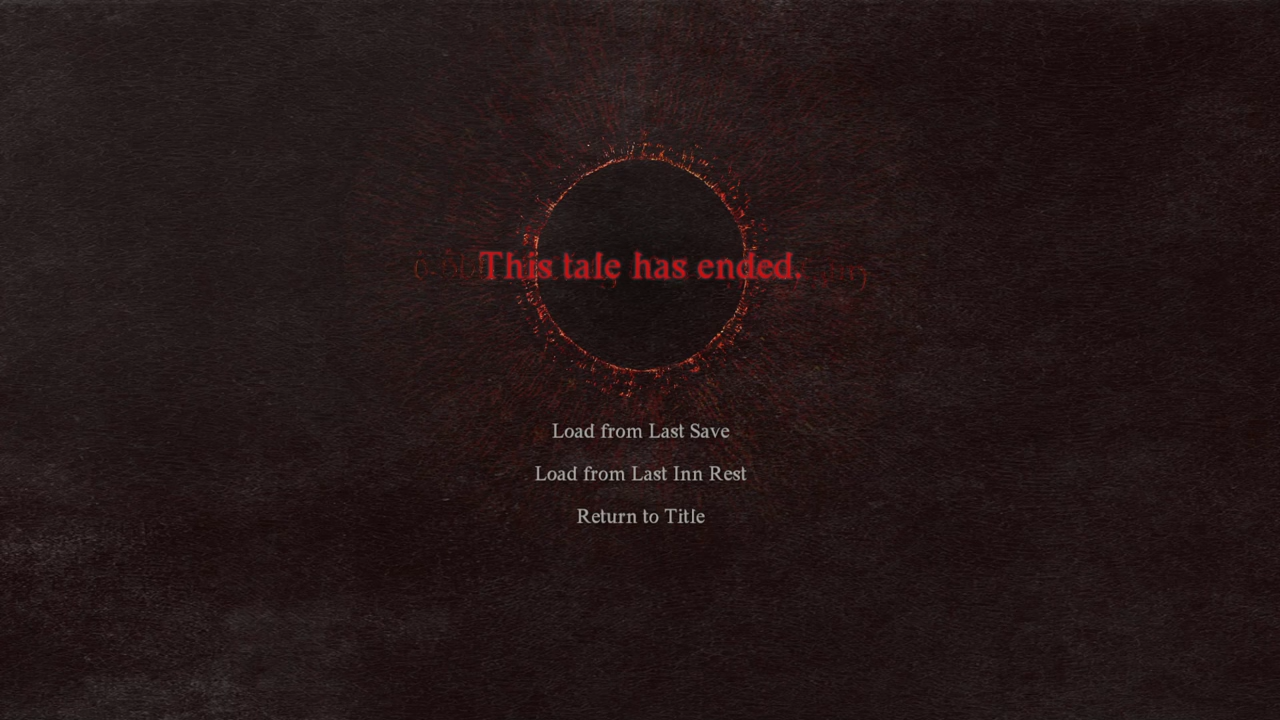 This tale has ended.
Load from Last Save
Load from Last Inn Rest
Return to Title